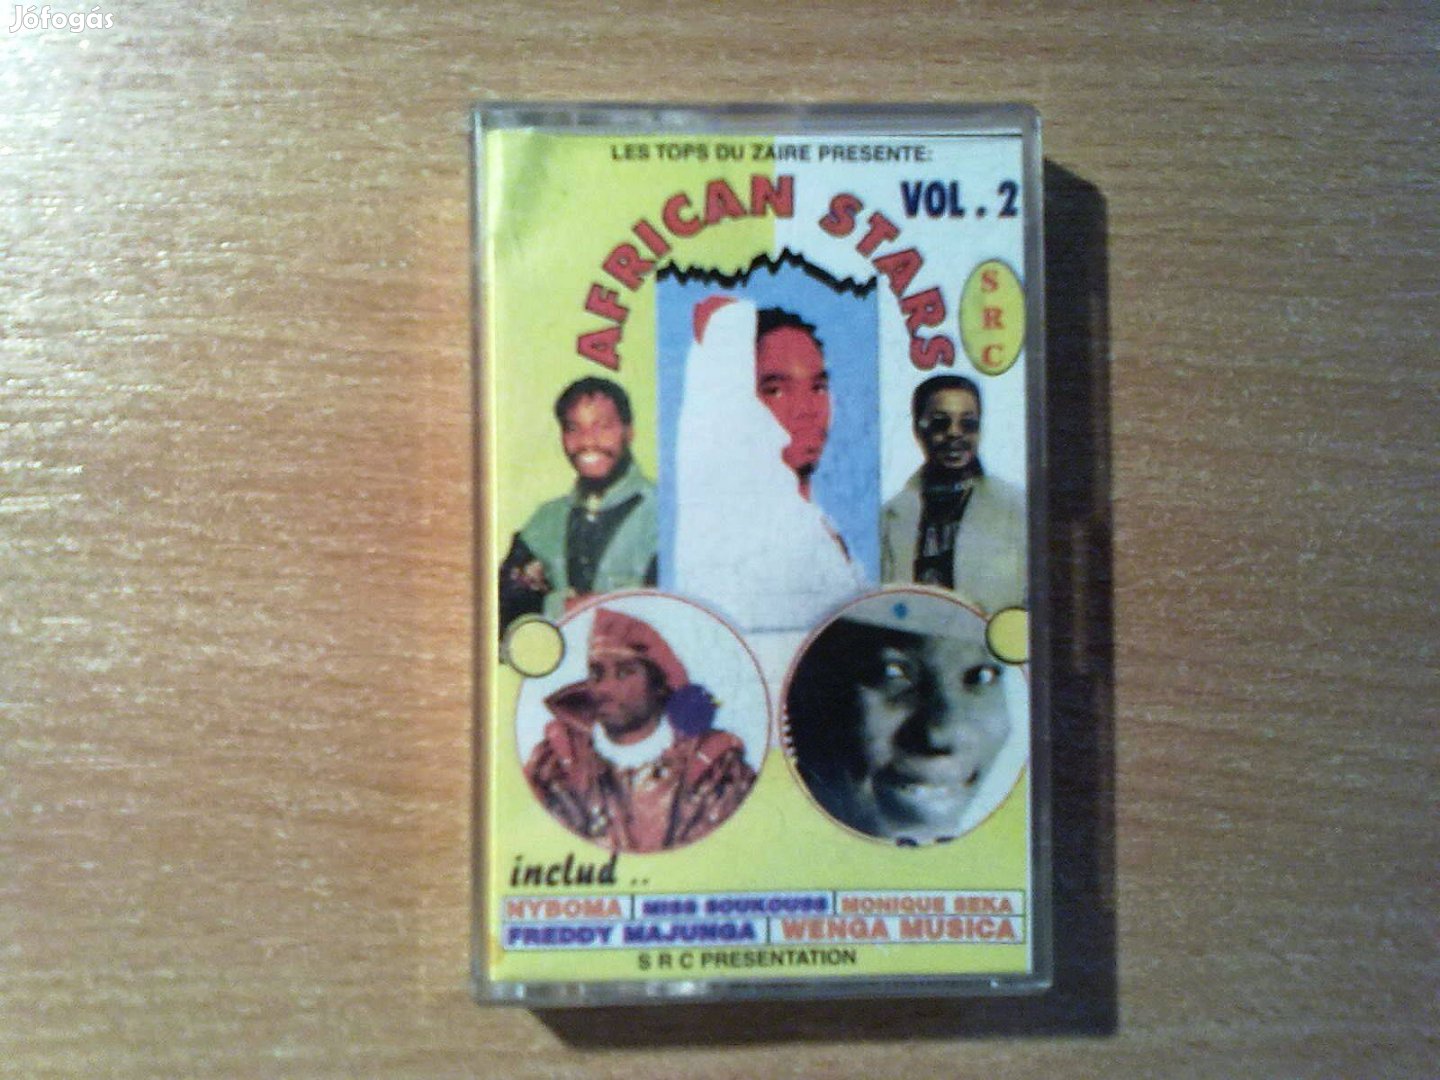 Jófogás
LES TOPS DU ZAIRE PRESENTE:
AFRICAN STARS
VOL. 2
SRC
includ ..
NYBOMA MISS SOUKOUSS MONIQUE SEKA
FREDDY MAJUNGA WENGA MUSICA
S R C PRESENTATION